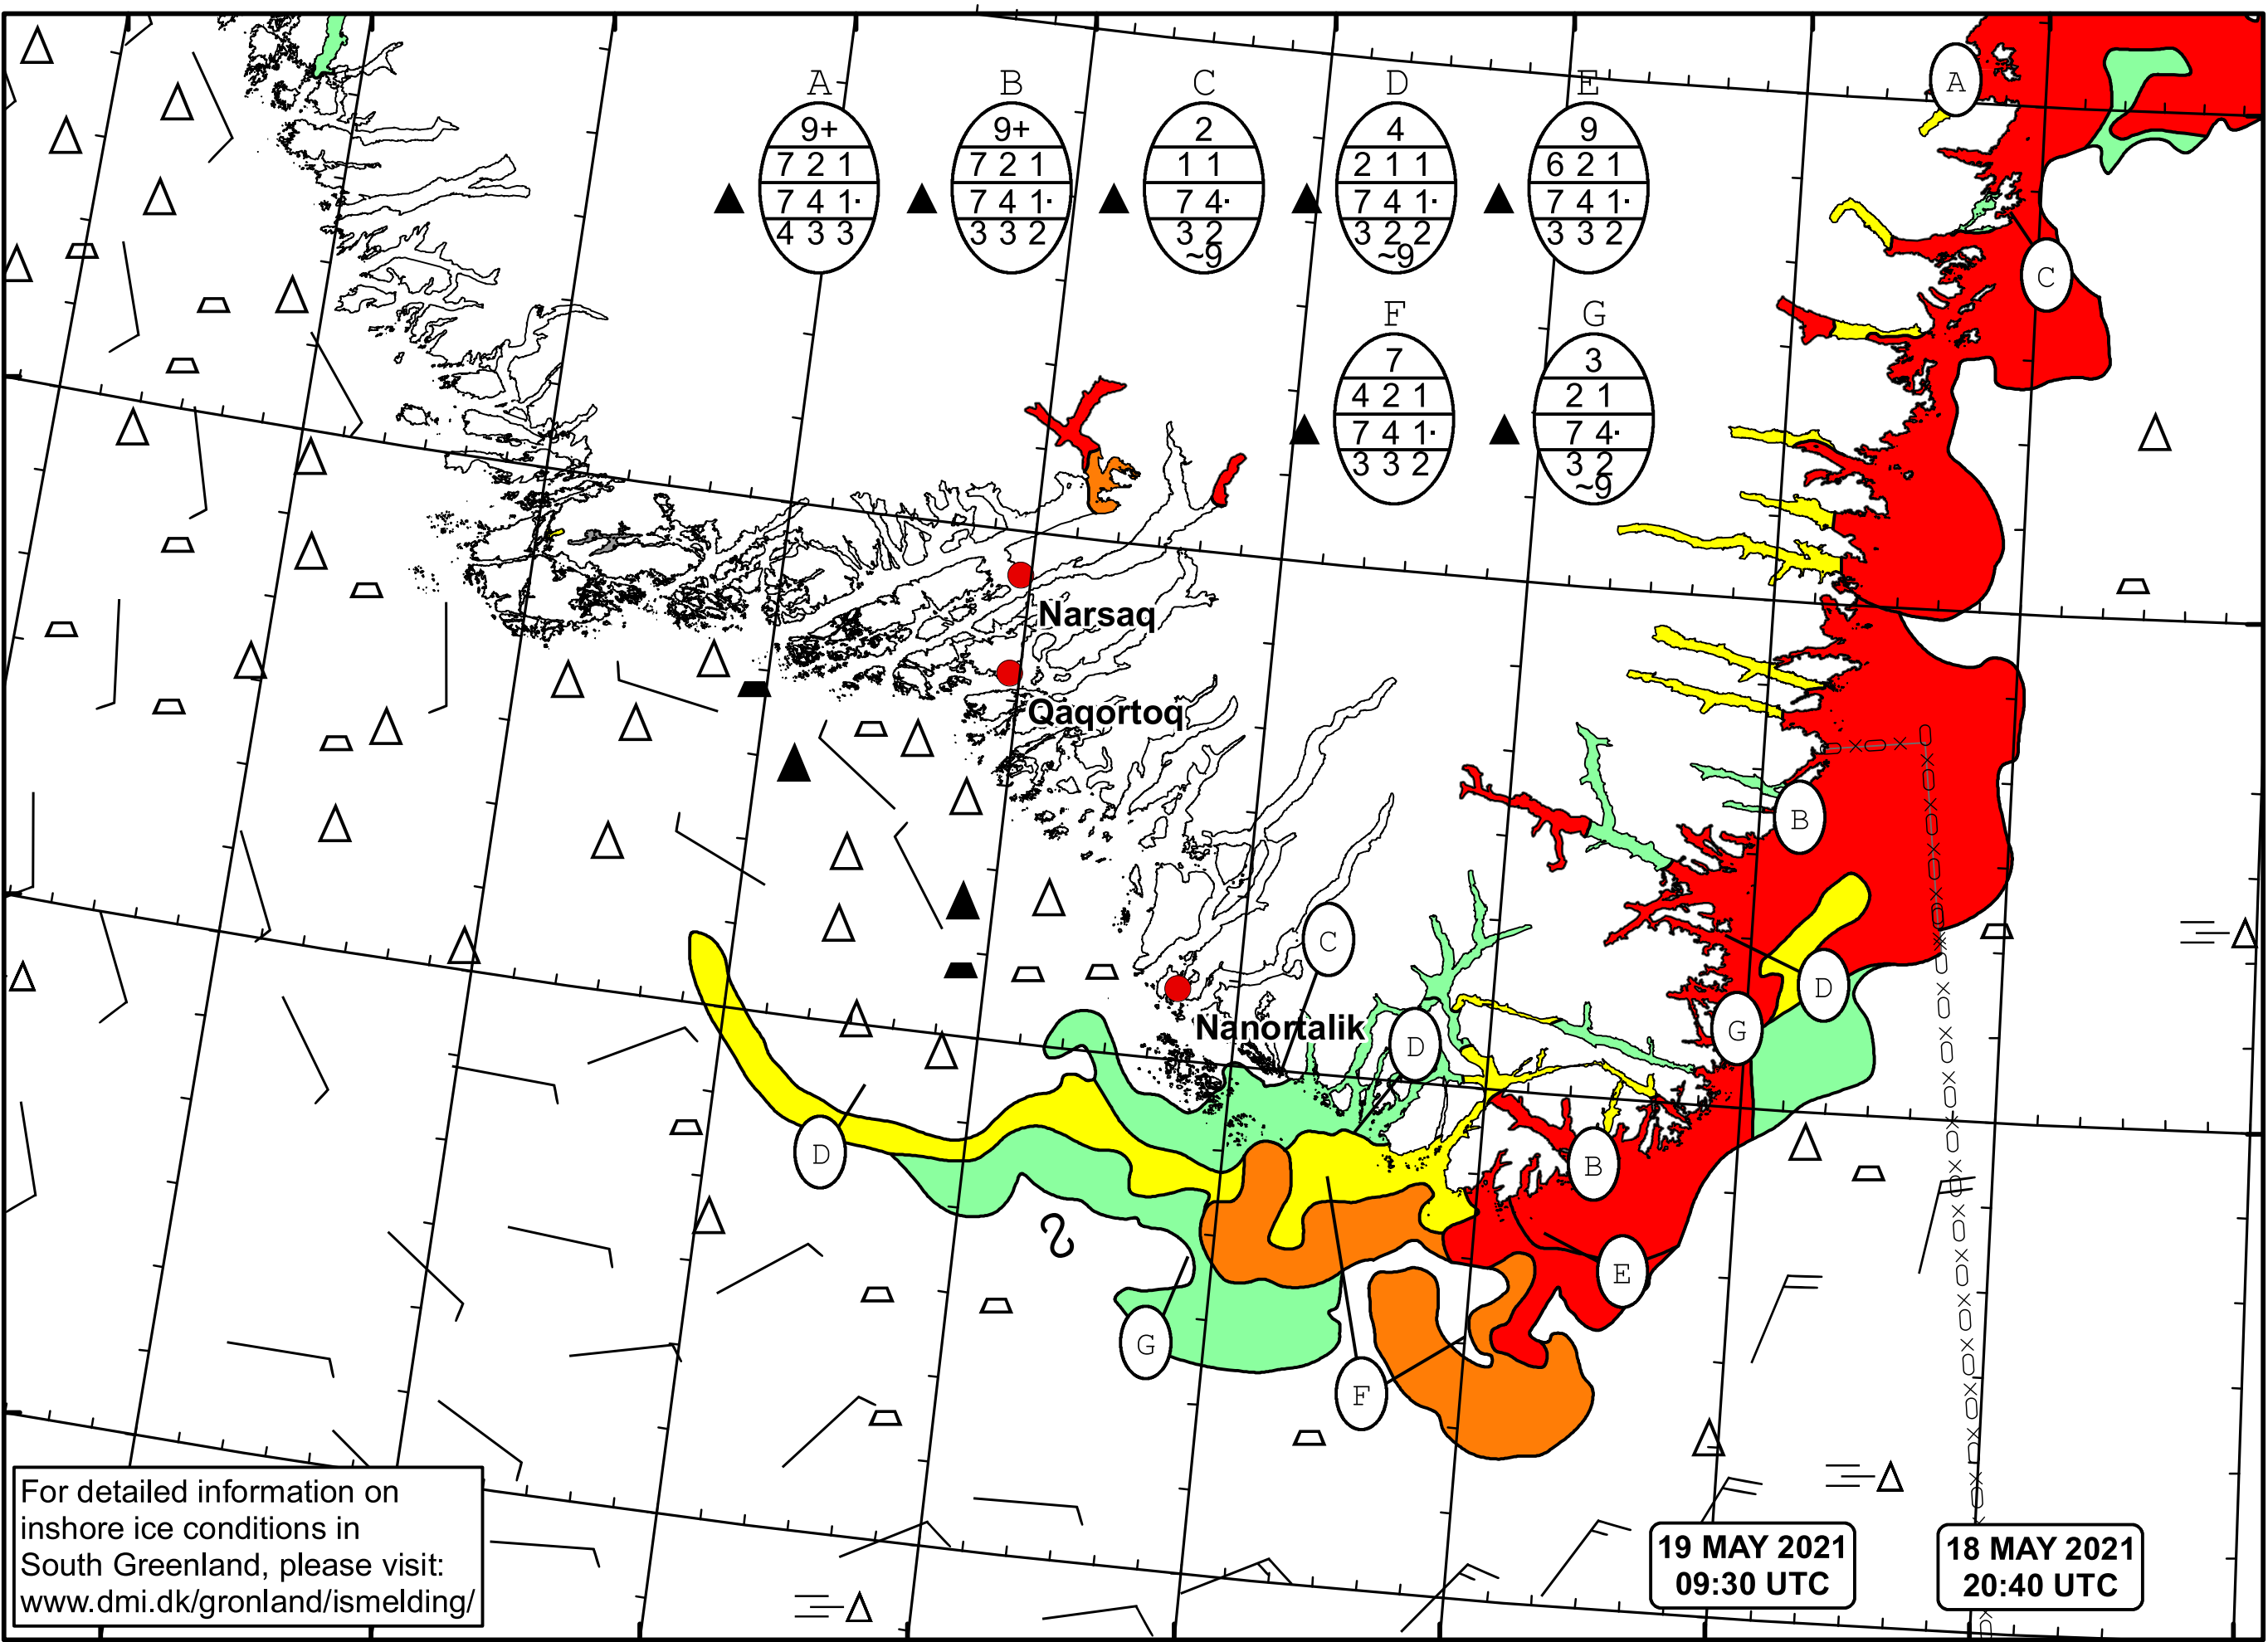 A B C D E
9+ 9+ 2 4 9
7 2 1 7 2 1 1 1 2 1 1 6 2 1
7 4 1· 7 4 1· 7 4· 7 4 1· 7 4 1·
4 3 3 3 3 2 3 2 3 2 2 3 3 2
~9 ~9
F G
7 3
4 2 1 2 1
7 4 1· 7 4·
3 3 2 3 2
~9
A
C
Narsaq
Qaqortoq
B
C
D
G
Nanortalik
D
D
B
E
G
F
For detailed information on
inshore ice conditions in
South Greenland, please visit:
www.dmi.dk/gronland/ismelding/
19 MAY 2021
09:30 UTC
18 MAY 2021
20:40 UTC